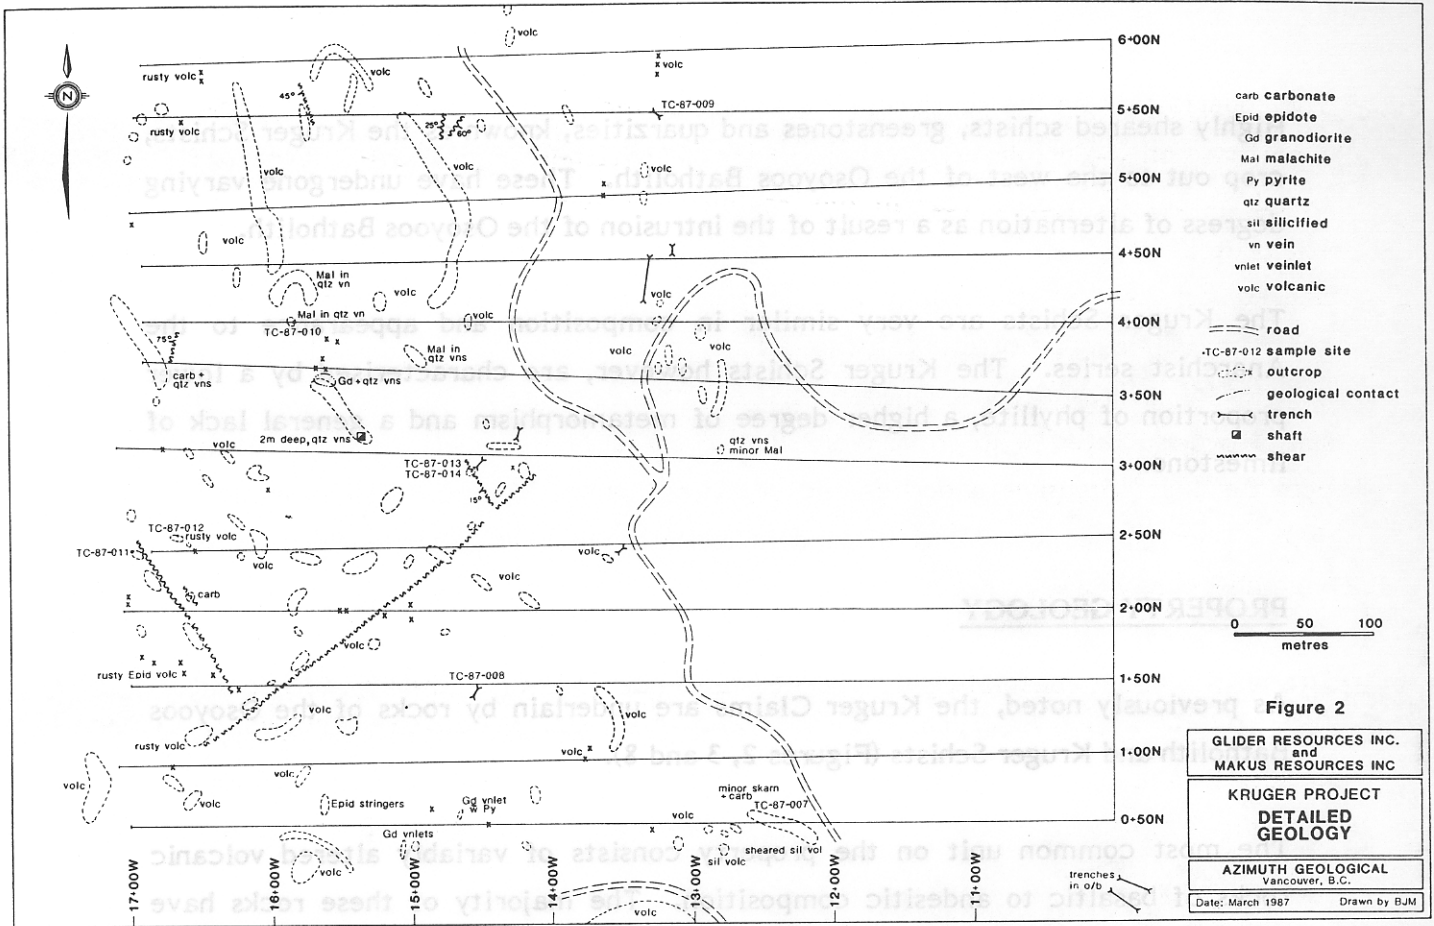 N
volc
6+00N
rusty volc
volc
volc
45°
TC-87-009
5+50N
rusty volc
25°
60°
volc
volc
volc
5+00N
volc
4+50N
Mal in
qtz vn
volc
volc
Mal in qtz vn
TC-87-010
volc
4+00N
75°
Mal in
qtz vns
volc
volc
carb +
qtz vns
Gd+qtz vns
3+50N
2m deep, qtz vns
qtz vns
minor Mal
volc
TC-87-013
TC-87-014
3+00N
15°
TC-87-012
rusty volc
2+50N
TC-87-011
volc
volc
carb
volc
2+00N
volc
rusty Epid volc
TC-87-008
1+50N
volc
volc
rusty volc
volc
1+00N
volc
volc
volc
Epid stringers
Gd vnlet
w Py
minor skarn
+ carb
TC-87-007
volc
0+50N
Gd vnlets
sheared sil vol
sil volc
volc
volc
trenches
in o/b
17+00W
16+00W
15+00W
14+00W
13+00W
12+00W
11+00W
carb carbonate
Epid epidote
Gd granodiorite
Mal malachite
Py pyrite
qtz quartz
sil silicified
vn vein
vnlet veinlet
volc volcanic
road
·TC-87-012 sample site
outcrop
geological contact
trench
shaft
shear
0 50 100
metres
Figure 2
GLIDER RESOURCES INC.
and
MAKUS RESOURCES INC
KRUGER PROJECT
DETAILED
GEOLOGY
AZIMUTH GEOLOGICAL
Vancouver, B.C.
Date: March 1987 Drawn by BJM